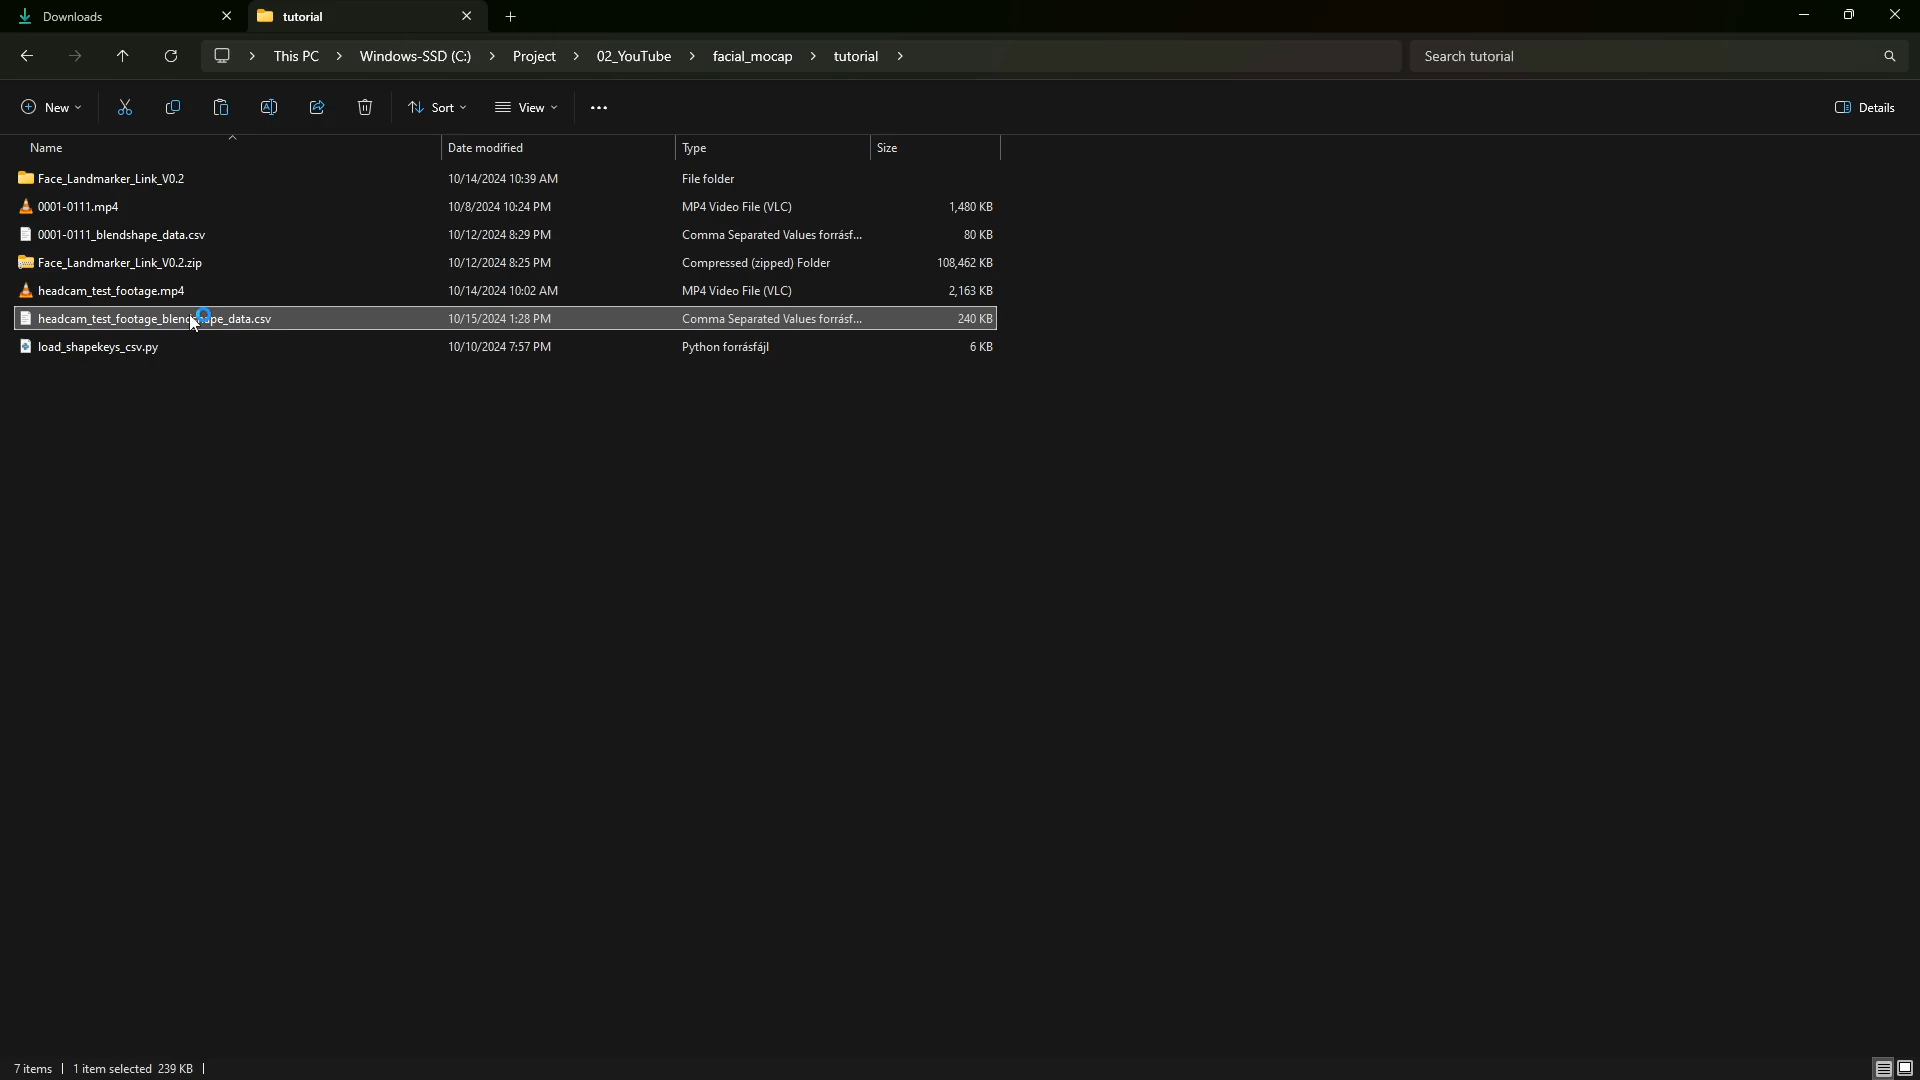 Downloads
tutorial
This PC > Windows-SSD (C:) > Project > 02_YouTube > facial_mocap > tutorial >
Search tutorial
New
Sort
View
Details
Name Date modified Type Size
Face_Landmarker_Link_V0.2 10/14/2024 10:39 AM File folder
0001-0111.mp4 10/8/2024 10:24 PM MP4 Video File (VLC) 1,480 KB
0001-0111_blendshape_data.csv 10/12/2024 8:29 PM Comma Separated Values forrásf... 80 KB
Face_Landmarker_Link_V0.2.zip 10/12/2024 8:25 PM Compressed (zipped) Folder 108,462 KB
headcam_test_footage.mp4 10/14/2024 10:02 AM MP4 Video File (VLC) 2,163 KB
headcam_test_footage_blendshape_data.csv 10/15/2024 1:28 PM Comma Separated Values forrásf... 240 KB
load_shapekeys_csv.py 10/10/2024 7:57 PM Python forrásfájl 6 KB
7 items | 1 item selected 239 KB |